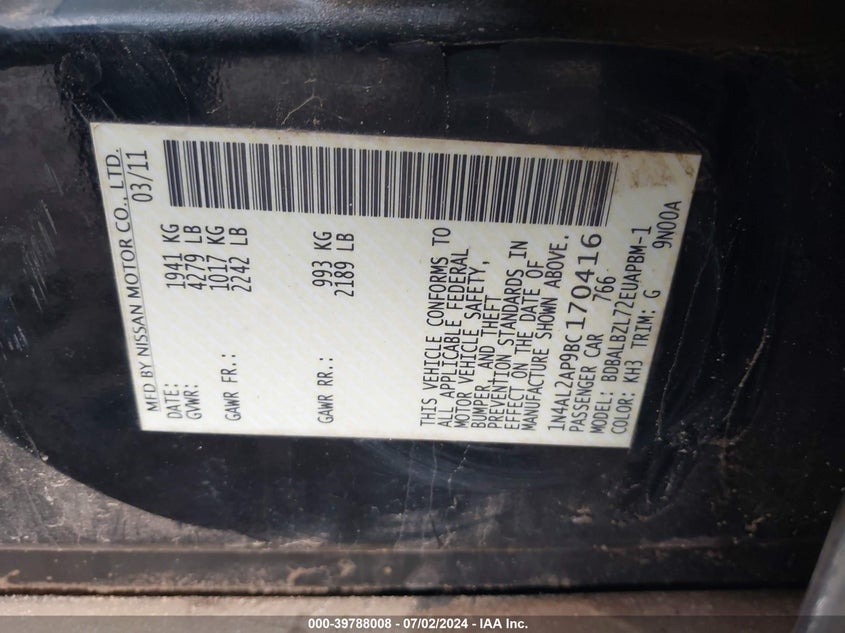 MFD BY NISSAN MOTOR CO., LTD.
DATE: 03/11
GVWR: 1941 KG
4279 LB
GAWR FR.: 1017 KG
2242 LB
GAWR RR.: 993 KG
2189 LB
THIS VEHICLE CONFORMS TO
ALL APPLICABLE FEDERAL
MOTOR VEHICLE SAFETY,
BUMPER, AND THEFT
PREVENTION STANDARDS IN
EFFECT ON THE DATE OF
MANUFACTURE SHOWN ABOVE.
1N4AL2AP9BC170416
PASSENGER CAR 766
MODEL: BDBALBZL72EUAPBM-1
COLOR: KH3 TRIM: G 9N00A
000-39788008 - 07/02/2024 - IAA Inc.